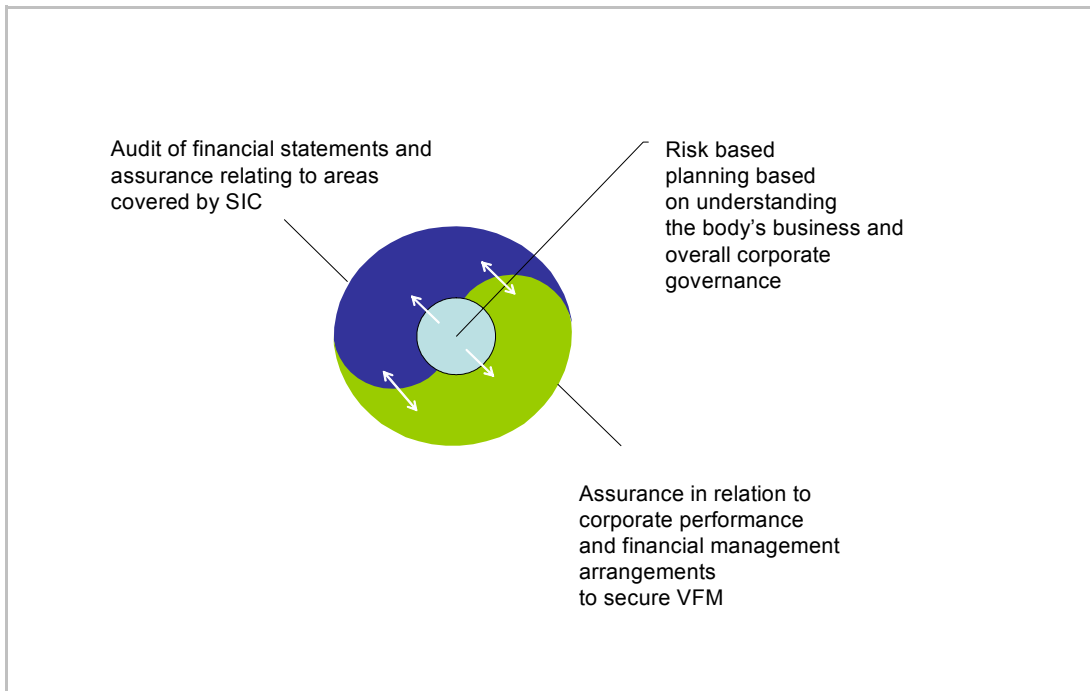 Audit of financial statements and
assurance relating to areas
covered by SIC
Risk based
planning based
on understanding
the body’s business and
overall corporate
governance
Assurance in relation to
corporate performance
and financial management
arrangements
to secure VFM